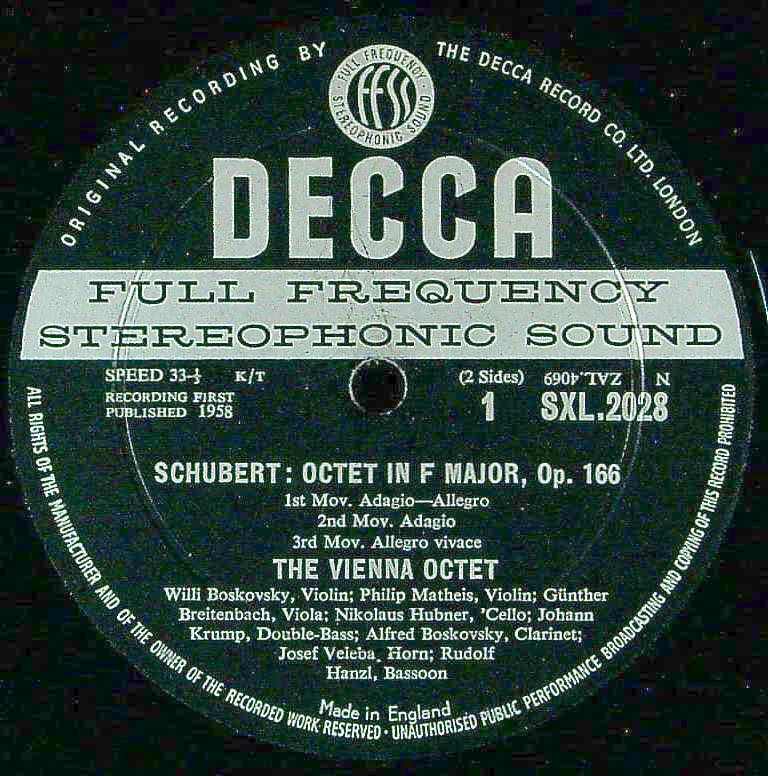 ORIGINAL RECORDING BY THE DECCA RECORD CO. LTD. LONDON
FULL FREQUENCY
STEREOPHONIC SOUND
FFSS
DECCA
FULL FREQUENCY
STEREOPHONIC SOUND
SPEED 33⅓ K/T (2 Sides) ZAL.4069 N
RECORDING FIRST
PUBLISHED 1958 1 SXL.2028
SCHUBERT: OCTET IN F MAJOR, Op. 166
1st Mov. Adagio—Allegro
2nd Mov. Adagio
3rd Mov. Allegro vivace
THE VIENNA OCTET
Willi Boskovsky, Violin; Philip Matheis, Violin; Günther
Breitenbach, Viola; Nikolaus Hubner, 'Cello; Johann
Krump, Double-Bass; Alfred Boskovsky, Clarinet;
Josef Veleba, Horn; Rudolf
Hanzl, Bassoon
Made in England
ALL RIGHTS OF THE MANUFACTURER AND OF THE OWNER OF THE RECORDED WORK RESERVED · UNAUTHORISED PUBLIC PERFORMANCE BROADCASTING AND COPYING OF THIS RECORD PROHIBITED